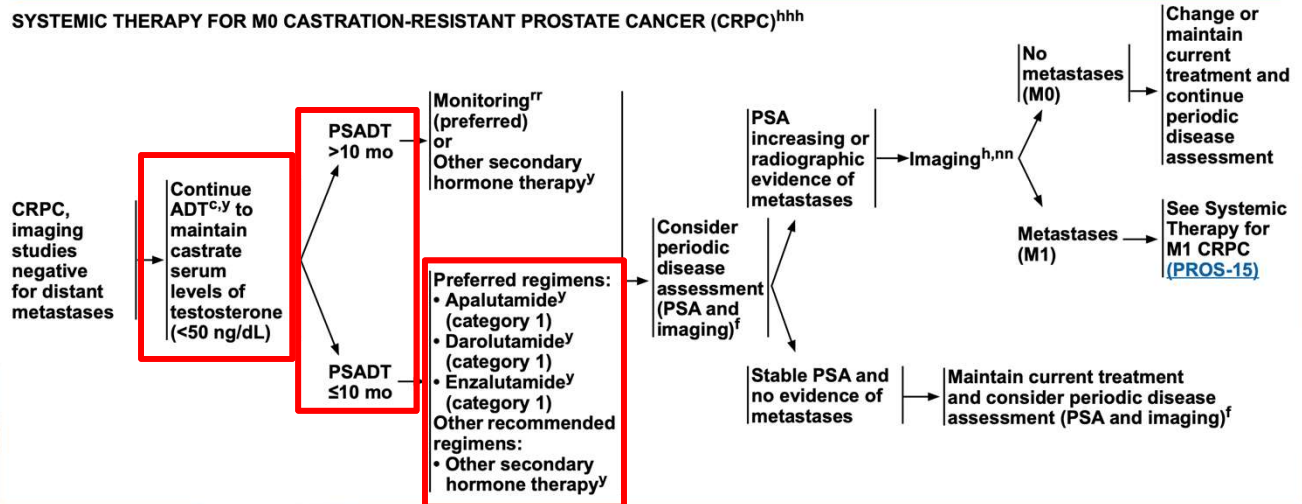 SYSTEMIC THERAPY FOR M0 CASTRATION-RESISTANT PROSTATE CANCER (CRPC)hhh
CRPC,
imaging
studies
negative
for distant
metastases
Continue
ADTc,y to
maintain
castrate
serum
levels of
testosterone
(<50 ng/dL)
PSADT
>10 mo
PSADT
≤10 mo
Monitoringrr
(preferred)
or
Other secondary
hormone therapyy
Preferred regimens:
• Apalutamidey
(category 1)
• Darolutamidey
(category 1)
• Enzalutamidey
(category 1)
Other recommended
regimens:
• Other secondary
hormone therapyy
Consider
periodic
disease
assessment
(PSA and
imaging)f
PSA
increasing or
radiographic
evidence of
metastases
Stable PSA and
no evidence of
metastases
Imagingh,nn
No
metastases
(M0)
Metastases
(M1)
Change or
maintain
current
treatment and
continue
periodic
disease
assessment
See Systemic
Therapy for
M1 CRPC
(PROS-15)
Maintain current treatment
and consider periodic disease
assessment (PSA and imaging)f